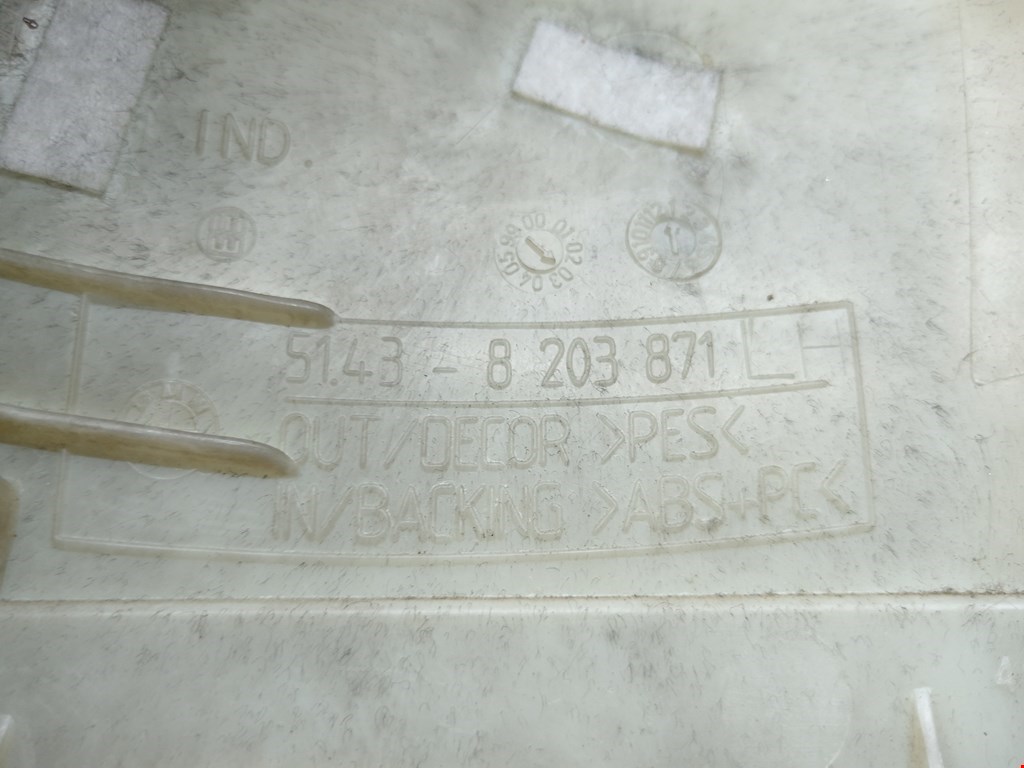 IND
51.43 - 8 203 871 LH
OUT/DECOR >PES<
IN/BACKING >ABS+PC<